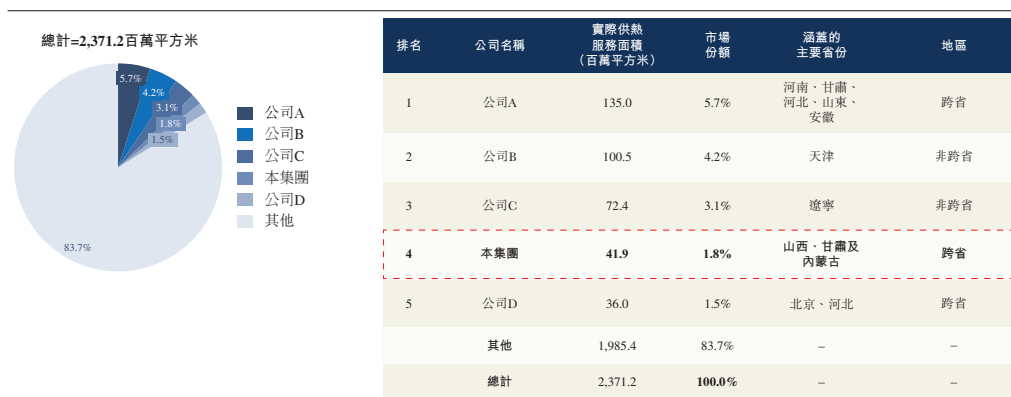 總計=2,371.2百萬平方米
5.7%
4.2%
3.1%
1.8%
1.5%
83.7%
公司A
公司B
公司C
本集團
公司D
其他
排名 公司名稱 實際供熱服務面積（百萬平方米） 市場份額 涵蓋的主要省份 地區
1 公司A 135.0 5.7% 河南、甘肅、河北、山東、安徽 跨省
2 公司B 100.5 4.2% 天津 非跨省
3 公司C 72.4 3.1% 遼寧 非跨省
4 本集團 41.9 1.8% 山西、甘肅及內蒙古 跨省
5 公司D 36.0 1.5% 北京、河北 跨省
其他 1,985.4 83.7% – –
總計 2,371.2 100.0% – –